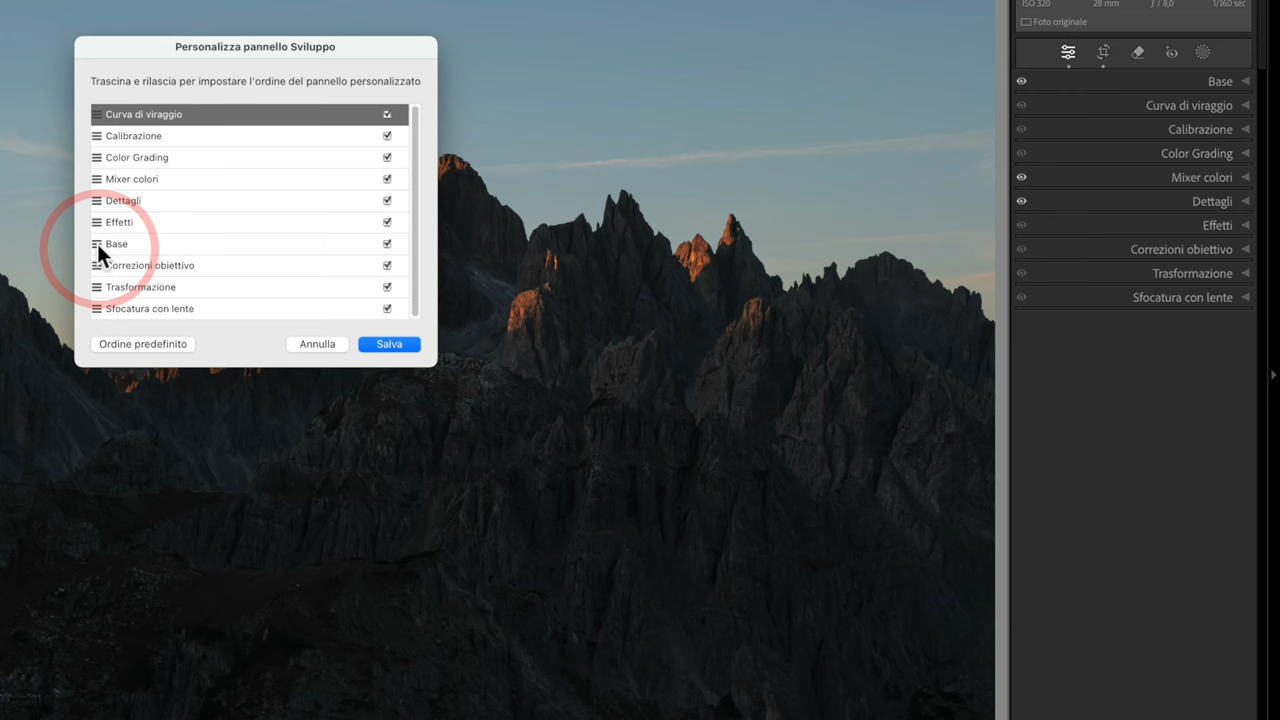 Personalizza pannello Sviluppo
Trascina e rilascia per impostare l'ordine del pannello personalizzato
Curva di viraggio
Calibrazione
Color Grading
Mixer colori
Dettagli
Effetti
Base
Correzioni obiettivo
Trasformazione
Sfocatura con lente
Ordine predefinito
Annulla
Salva
ISO 320 28 mm ƒ / 8,0 1/160 sec
Foto originale
Base
Curva di viraggio
Calibrazione
Color Grading
Mixer colori
Dettagli
Effetti
Correzioni obiettivo
Trasformazione
Sfocatura con lente